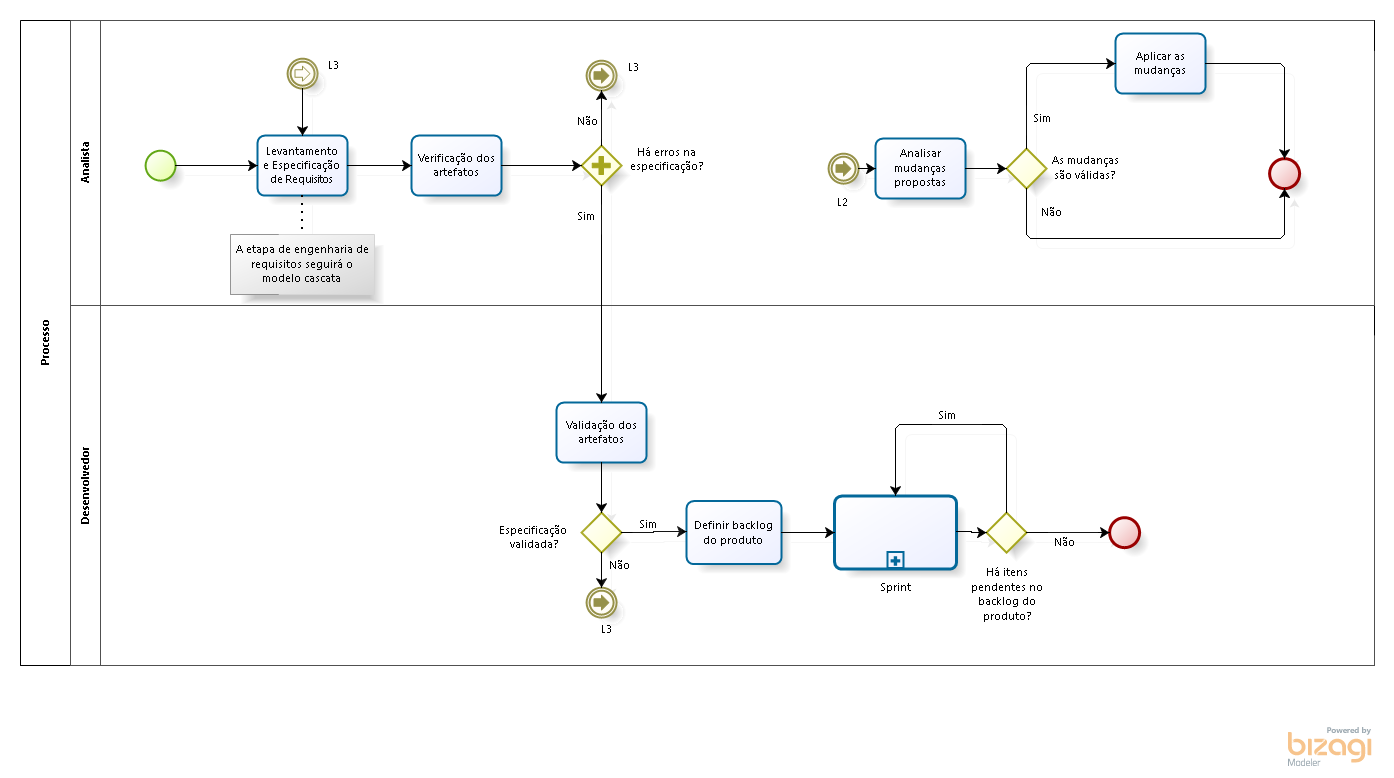 Processo
Analista
L3
Levantamento
e Especificação
de Requisitos
A etapa de engenharia de
requisitos seguirá o
modelo cascata
Verificação dos
artefatos
L3
Não
Há erros na
especificação?
Sim
L2
Analisar
mudanças
propostas
As mudanças
são válidas?
Sim
Aplicar as
mudanças
Não
Desenvolvedor
Validação dos
artefatos
Especificação
validada?
Sim
Não
L3
Definir backlog
do produto
Sprint
Sim
Há itens
pendentes no
backlog do
produto?
Não
Powered by
bizagi
Modeler